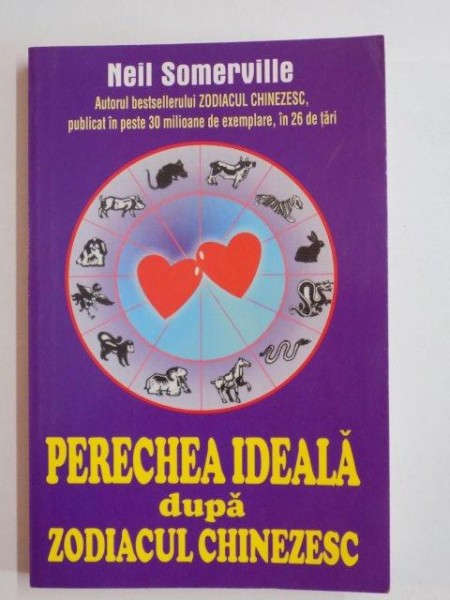 Neil Somerville
Autorul bestsellerului ZODIACUL CHINEZESC,
publicat în peste 30 milioane de exemplare, în 26 de țări
PERECHEA IDEALĂ
după
ZODIACUL CHINEZESC